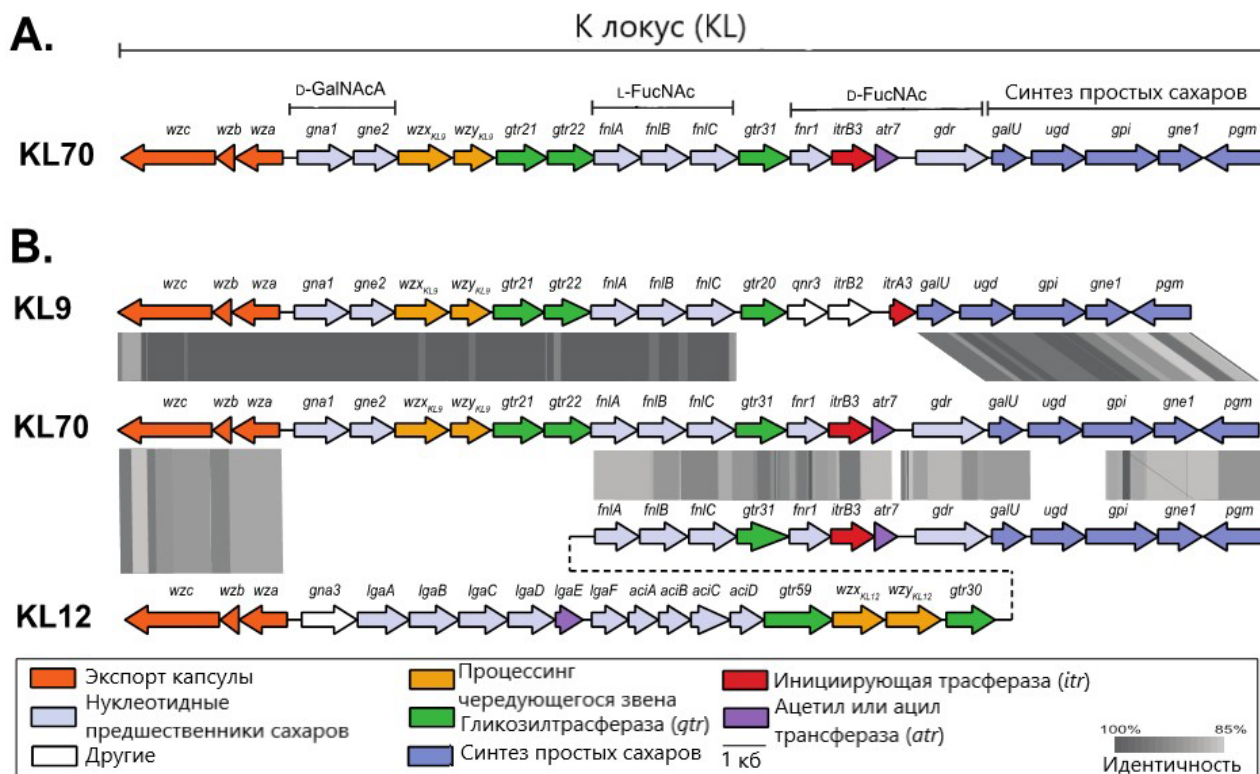 A.
К локус (KL)
D-GalNAcA L-FucNAc D-FucNAc Синтез простых сахаров
wzc wzb wza gna1 gne2 wzxKL9 wzyKL9 gtr21 gtr22 fnlA fnlB fnlC gtr31 fnr1 itrB3 atr7 gdr galU ugd gpi gne1 pgm
KL70
B.
wzc wzb wza gna1 gne2 wzxKL9 wzyKL9 gtr21 gtr22 fnlA fnlB fnlC gtr20 qnr3 itrB2 itrA3 galU ugd gpi gne1 pgm
KL9
wzc wzb wza gna1 gne2 wzxKL9 wzyKL9 gtr21 gtr22 fnlA fnlB fnlC gtr31 fnr1 itrB3 atr7 gdr galU ugd gpi gne1 pgm
KL70
fnlA fnlB fnlC gtr31 fnr1 itrB3 atr7 gdr galU ugd gpi gne1 pgm
wzc wzb wza gna3 lgaA lgaB lgaC lgaD lgaE lgaF aciA aciB aciC aciD gtr59 wzxKL12 wzyKL12 gtr30
KL12
Экспорт капсулы
Нуклеотидные
предшественники сахаров
Другие
Процессинг
чередующегося звена
Гликозилтрасфераза (gtr)
Синтез простых сахаров
Инициирующая трасфераза (itr)
Ацетил или ацил
трансфераза (atr)
1 кб
100% 85%
Идентичность